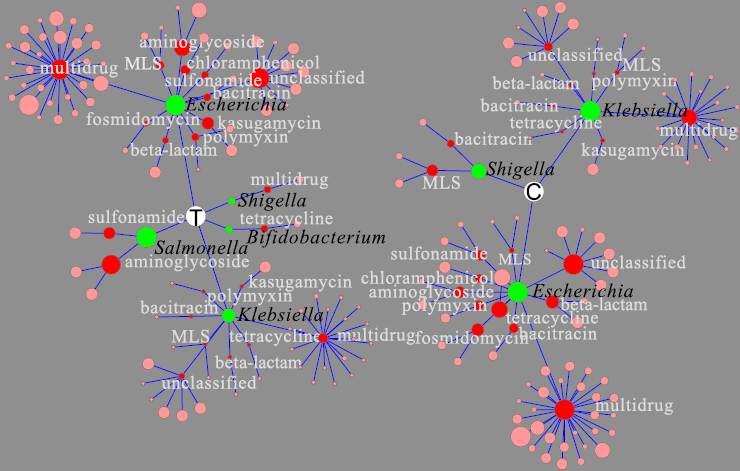 aminoglycoside
MLS
chloramphenicol
multidrug
sulfonamide
unclassified
bacitracin
Escherichia
fosmidomycin
kasugamycin
polymyxin
beta-lactam
multidrug
Shigella
sulfonamide
T
tetracycline
Bifidobacterium
Salmonella
aminoglycoside
kasugamycin
polymyxin
bacitracin
Klebsiella
MLS
tetracycline
multidrug
beta-lactam
unclassified
unclassified
MLS
beta-lactam
polymyxin
bacitracin
Klebsiella
tetracycline
multidrug
bacitracin
kasugamycin
Shigella
MLS
C
sulfonamide
MLS
unclassified
chloramphenicol
aminoglycoside
Escherichia
polymyxin
beta-lactam
tetracycline
fosmidomycin
bacitracin
multidrug